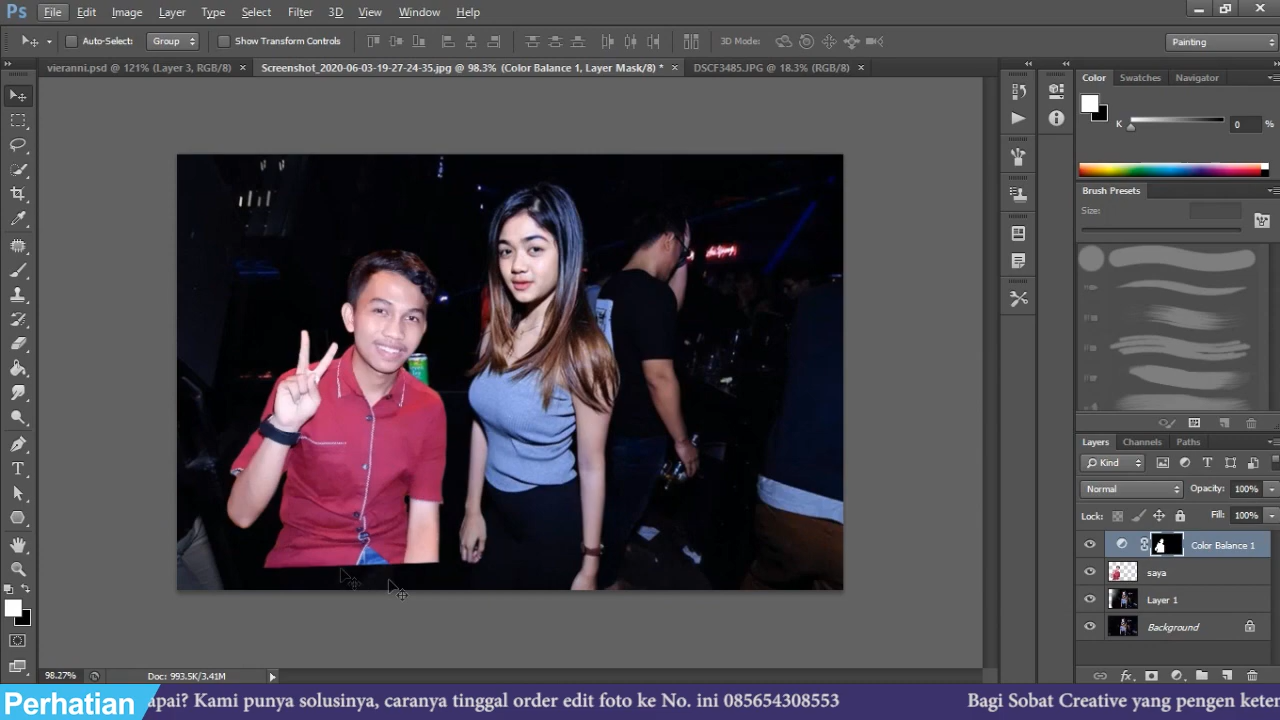 Ps File Edit Image Layer Type Select Filter 3D View Window Help
Auto-Select: Group Show Transform Controls 3D Mode: Painting
vieranni.psd @ 121% (Layer 3, RGB/8) × Screenshot_2020-06-03-19-27-24-35.jpg @ 98.3% (Color Balance 1, Layer Mask/8) * × DSCF3485.JPG @ 18.3% (RGB/8) ×
Color Swatches Navigator
K 0 %
Brush Presets
Size:
Layers Channels Paths
Kind
Normal Opacity: 100%
Lock: Fill: 100%
Color Balance 1
saya
Layer 1
Background
98.27% Doc: 993.5K/3.41M
Perhatian apai? Kami punya solusinya, caranya tinggal order edit foto ke No. ini 085654308553 Bagi Sobat Creative yang pengen keter